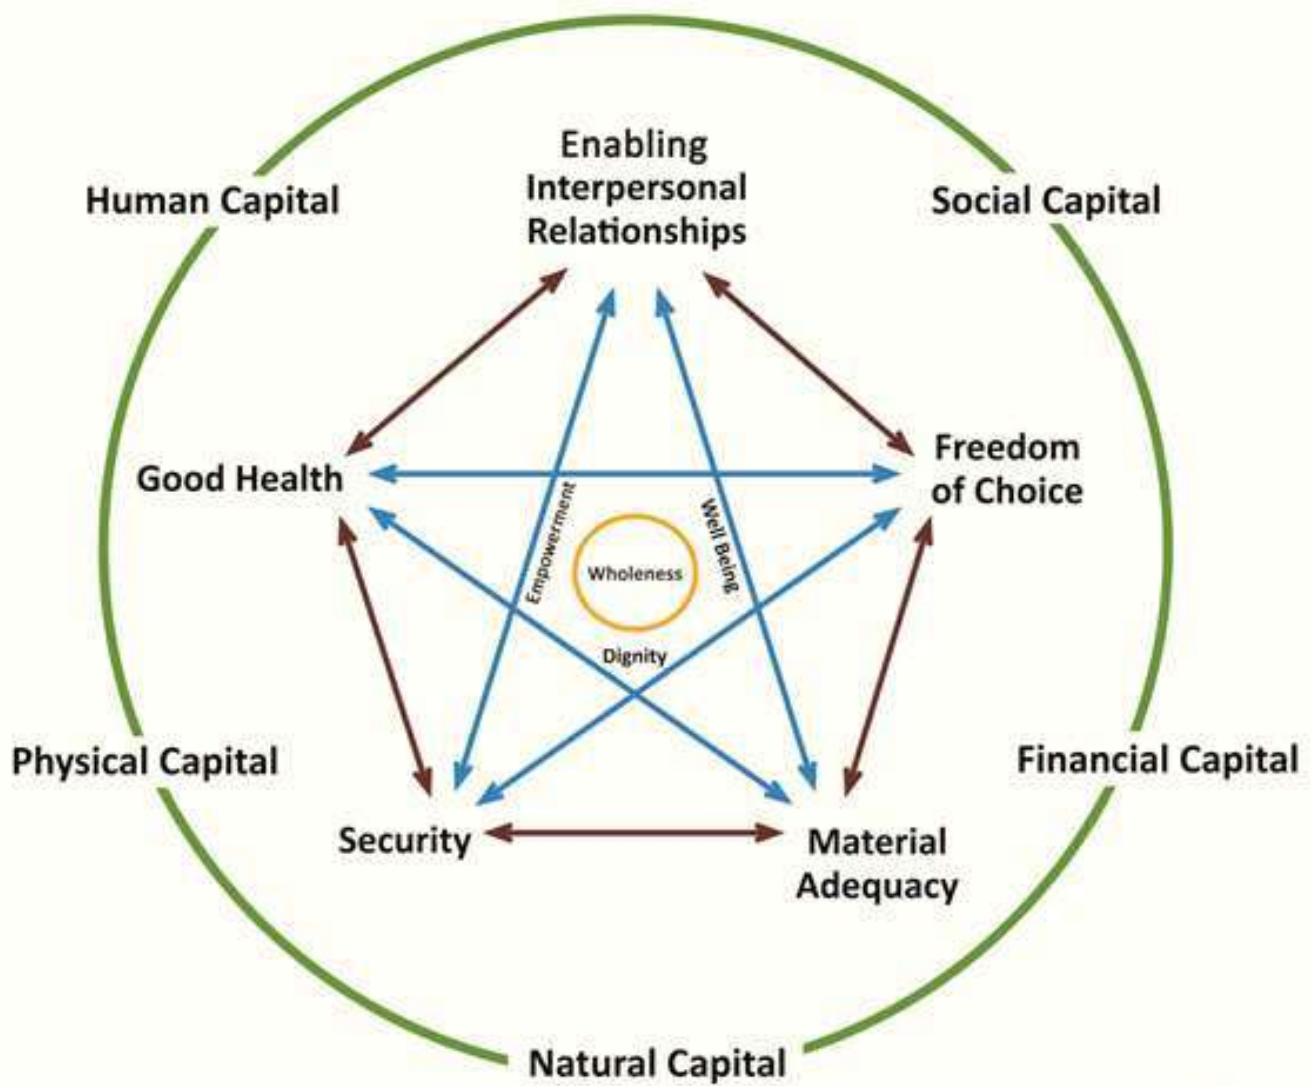 Enabling
Interpersonal
Relationships
Human Capital
Social Capital
Good Health
Freedom
of Choice
Empowerment
Well Being
Wholeness
Dignity
Physical Capital
Financial Capital
Security
Material
Adequacy
Natural Capital